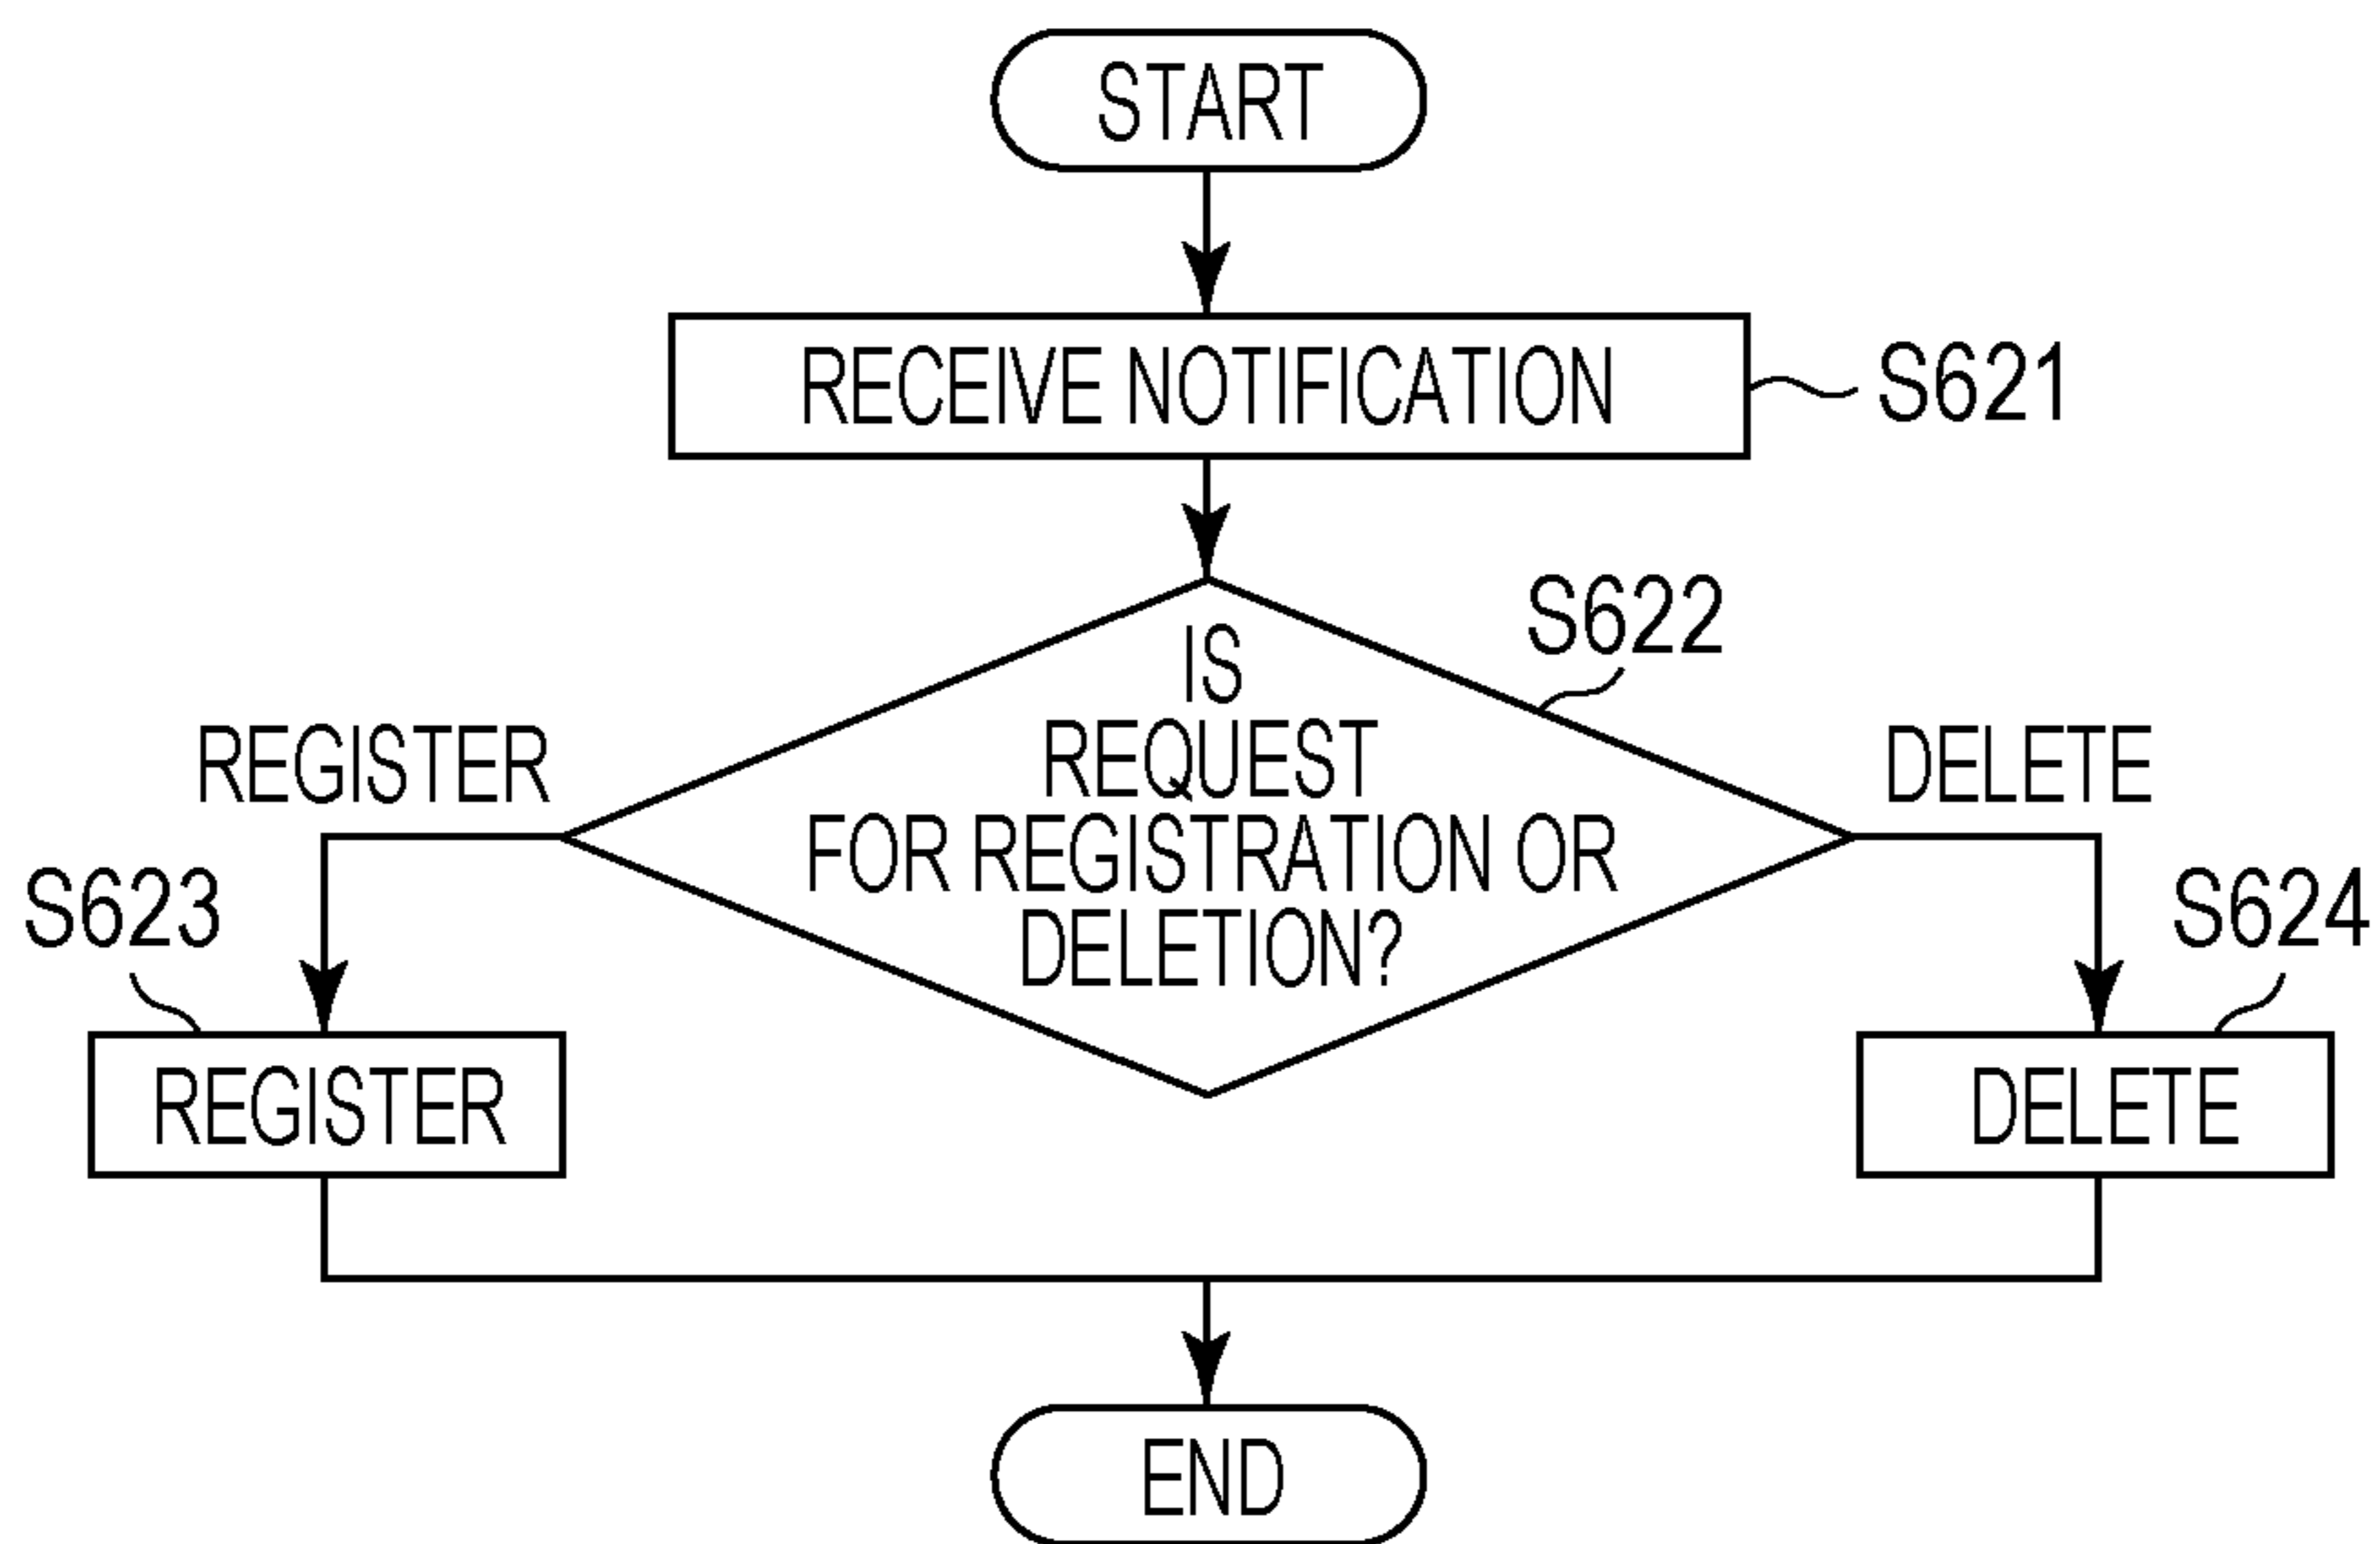 START
RECEIVE NOTIFICATION
S621
S622
IS
REQUEST
FOR REGISTRATION OR
DELETION?
REGISTER
DELETE
S623
S624
REGISTER
DELETE
END